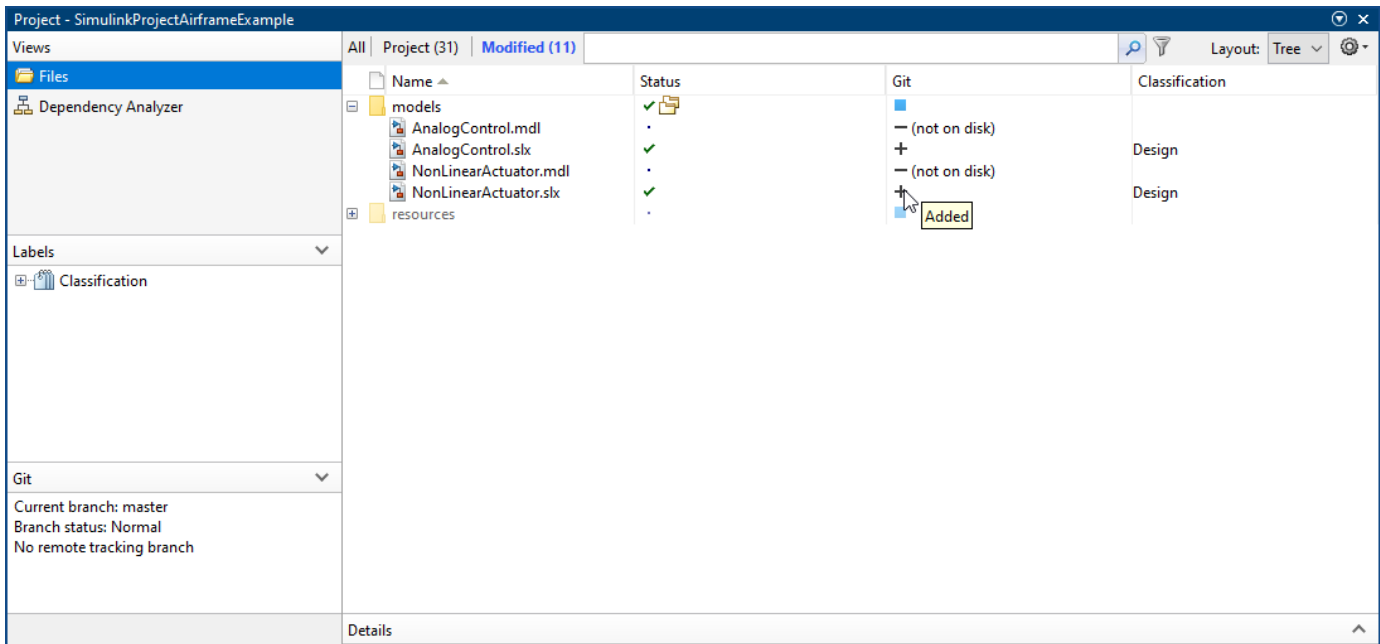 Project - SimulinkProjectAirframeExample
Views
Files
Dependency Analyzer
Labels
Classification
Git
Current branch: master
Branch status: Normal
No remote tracking branch
All Project (31) Modified (11) Layout: Tree
Name Status Git Classification
models
AnalogControl.mdl (not on disk)
AnalogControl.slx Design
NonLinearActuator.mdl (not on disk)
NonLinearActuator.slx Design
resources
Added
Details